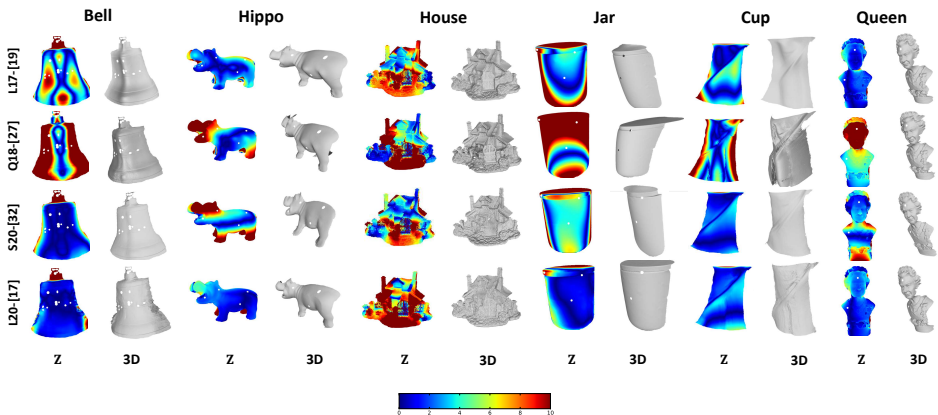 Bell Hippo House Jar Cup Queen
L17-[19]
Q18-[27]
S20-[32]
L20-[17]
Z 3D Z 3D Z 3D Z 3D Z 3D Z 3D
0 2 4 6 8 10